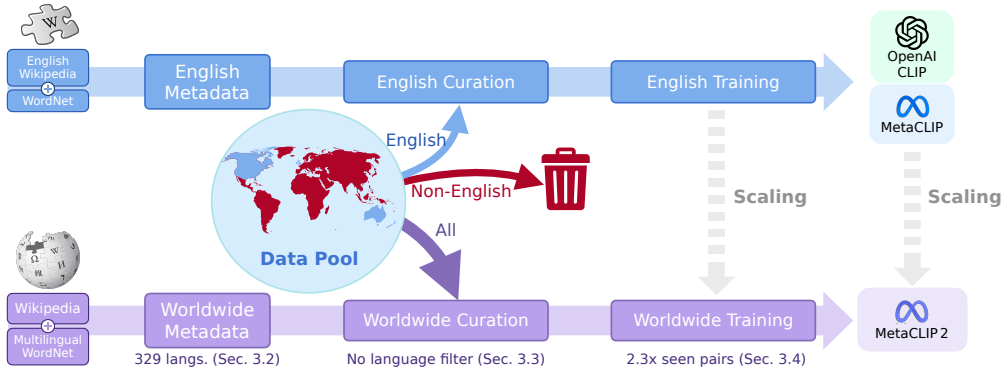 W
English
Wikipedia
+
WordNet
English
Metadata
English Curation
English Training
OpenAI
CLIP
MetaCLIP
English
Non-English
All
Data Pool
Scaling
Scaling
Ω
W
И
Wikipedia
+
Multilingual
WordNet
Worldwide
Metadata
Worldwide Curation
Worldwide Training
MetaCLIP 2
329 langs. (Sec. 3.2)
No language filter (Sec. 3.3)
2.3x seen pairs (Sec. 3.4)